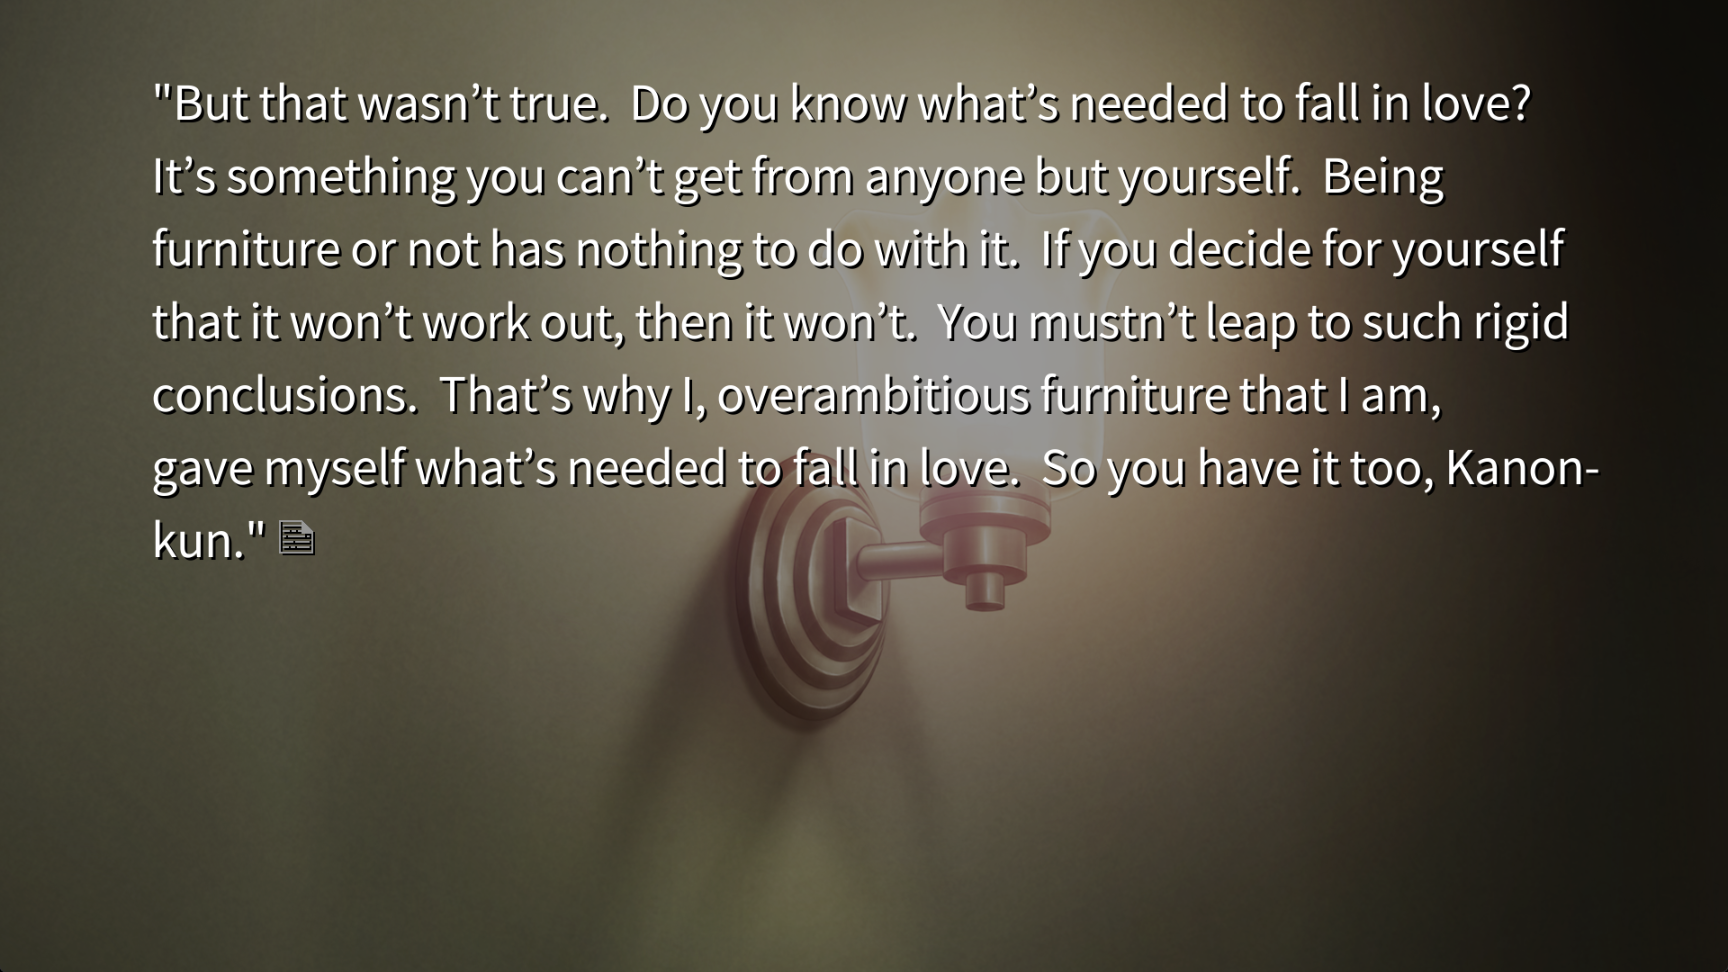 "But that wasn’t true.  Do you know what’s needed to fall in love?
It’s something you can’t get from anyone but yourself.  Being
furniture or not has nothing to do with it.  If you decide for yourself
that it won’t work out, then it won’t.  You mustn’t leap to such rigid
conclusions.  That’s why I, overambitious furniture that I am,
gave myself what’s needed to fall in love.  So you have it too, Kanon-
kun."